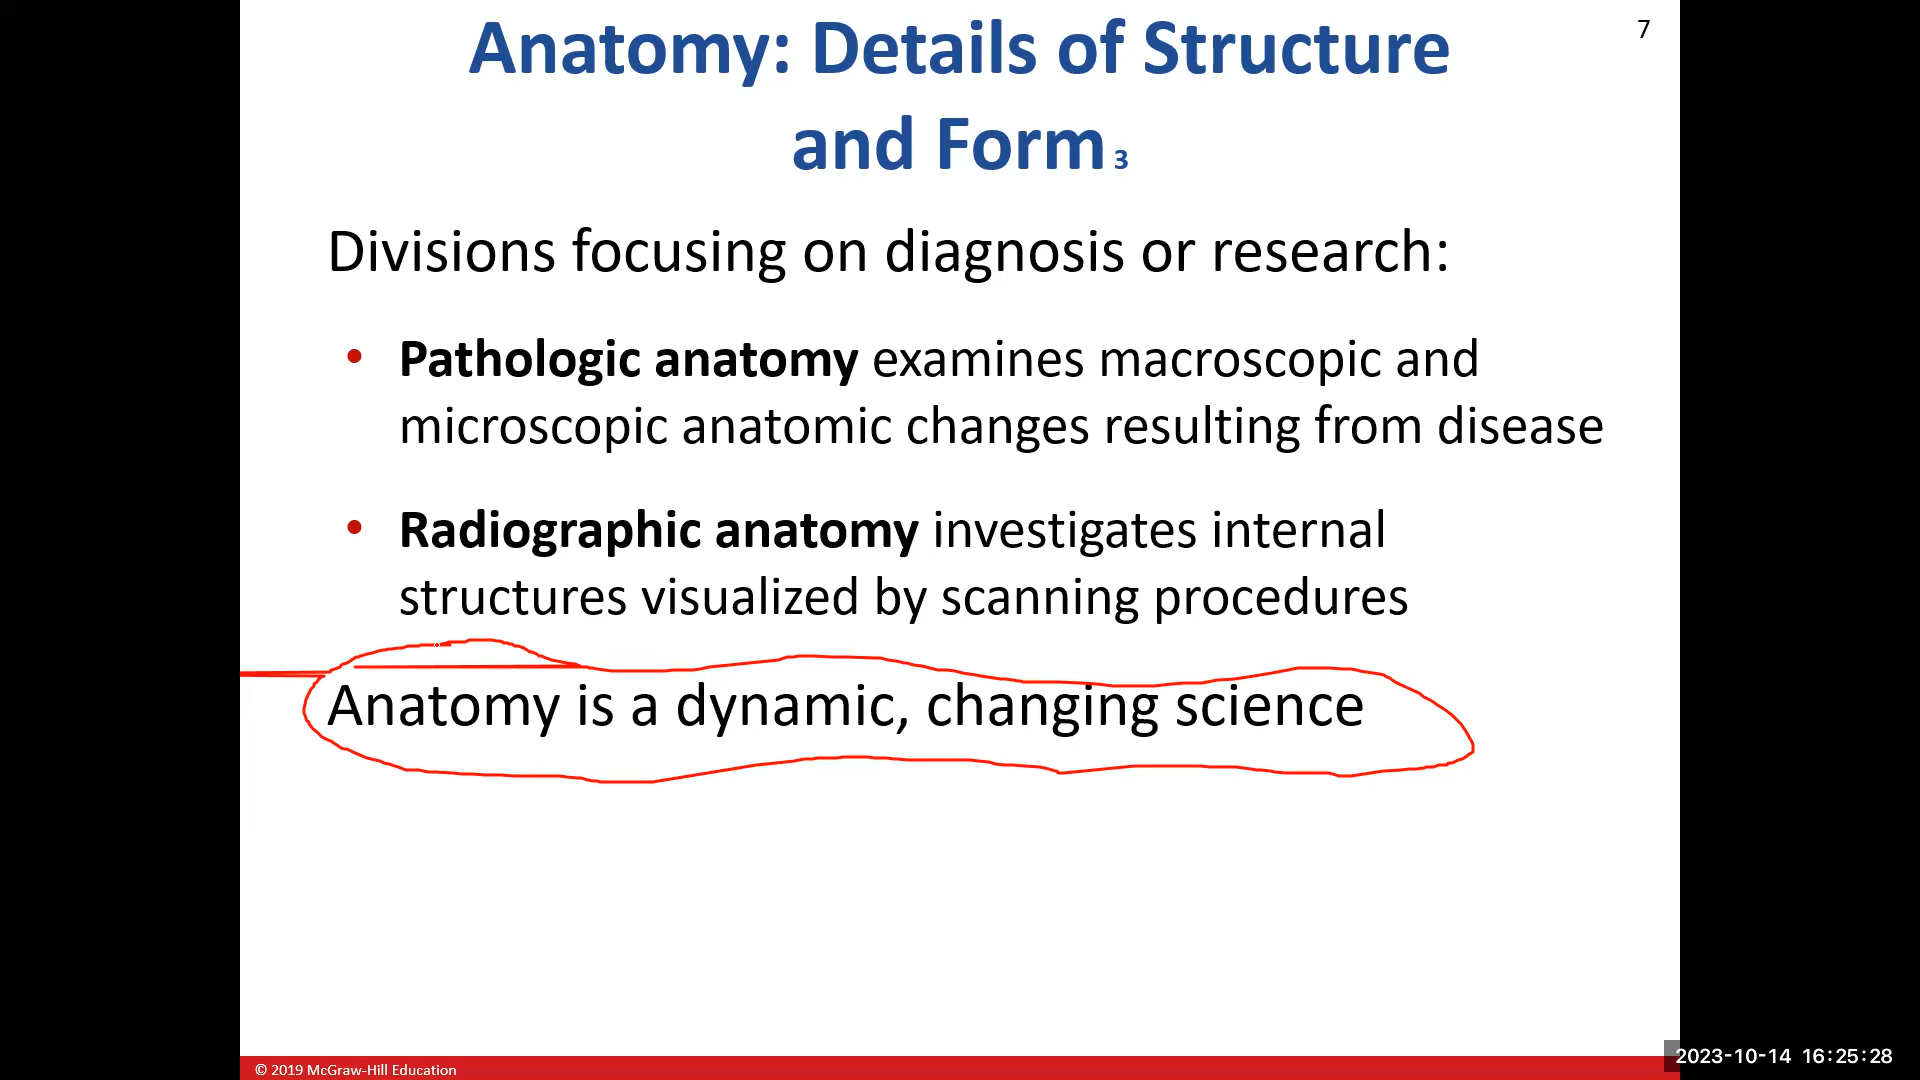 7
Anatomy: Details of Structure
and Form 3
Divisions focusing on diagnosis or research:
• Pathologic anatomy examines macroscopic and
microscopic anatomic changes resulting from disease
• Radiographic anatomy investigates internal
structures visualized by scanning procedures
Anatomy is a dynamic, changing science
© 2019 McGraw-Hill Education
2023-10-14 16:25:28